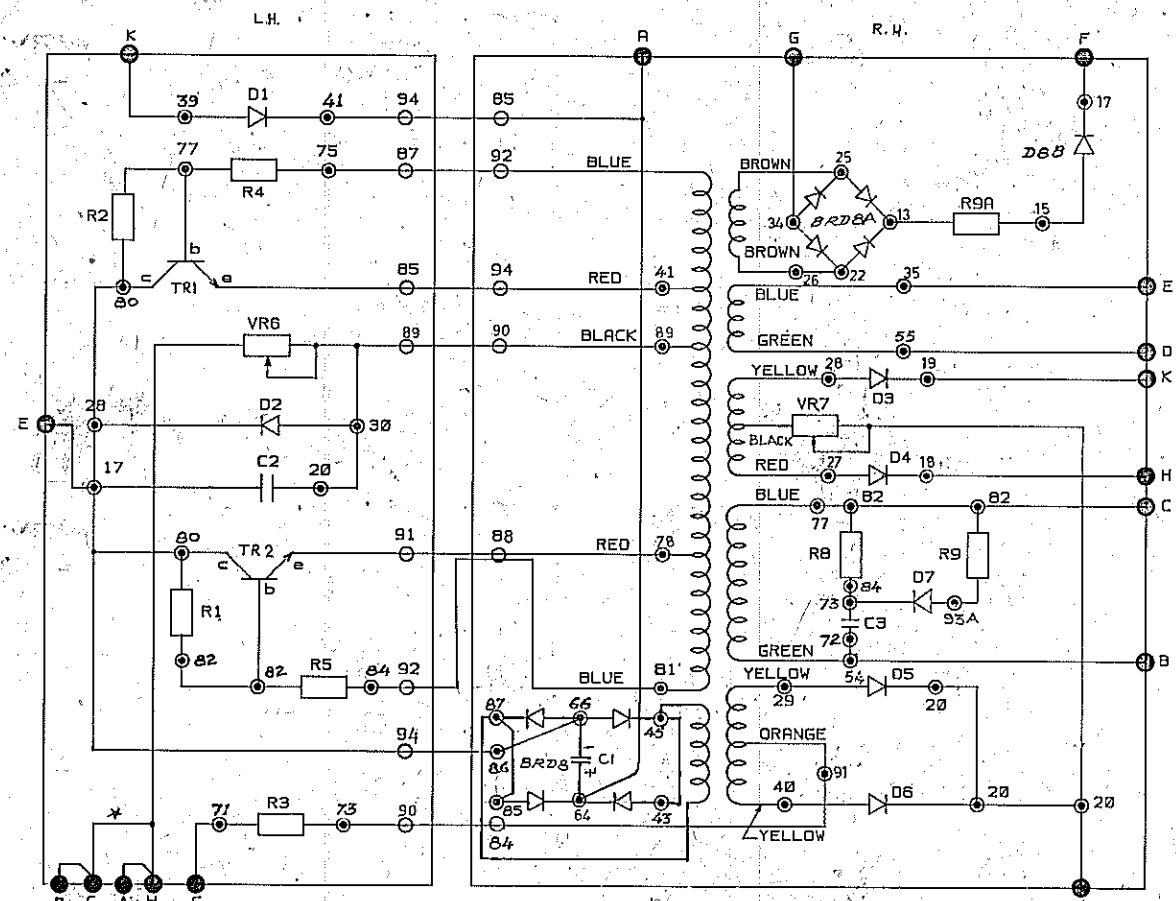 L.H. R.H.
K A G F
39 D1 41 94 85 17
77 75 87 92 BLUE BROWN 25 D88
R4
R2 34 BRD8A 13 R9A 15
b
c e 85 94 RED 41 BROWN
80 TR1 26 22 35 E
BLUE
VR6 89 90 BLACK 89 GREEN 55 D
YELLOW 28 19 K
D3
28 D2 VR7
E 30 BLACK
C2 RED 27 D4 18 H
17 20
BLUE 82 82 C
77
80 TR2 91 88 RED 78 R8 R9
c e
b 84 D7
R1 73 93A
C3
82 72
82 R5 84 92 BLUE 81 GREEN B
54
YELLOW D5
87 66 45 29 20
94 ORANGE
86 BRD8 C1 91
+
85 64 43 40 D6 20 20
* 71 R3 73 90
84 YELLOW